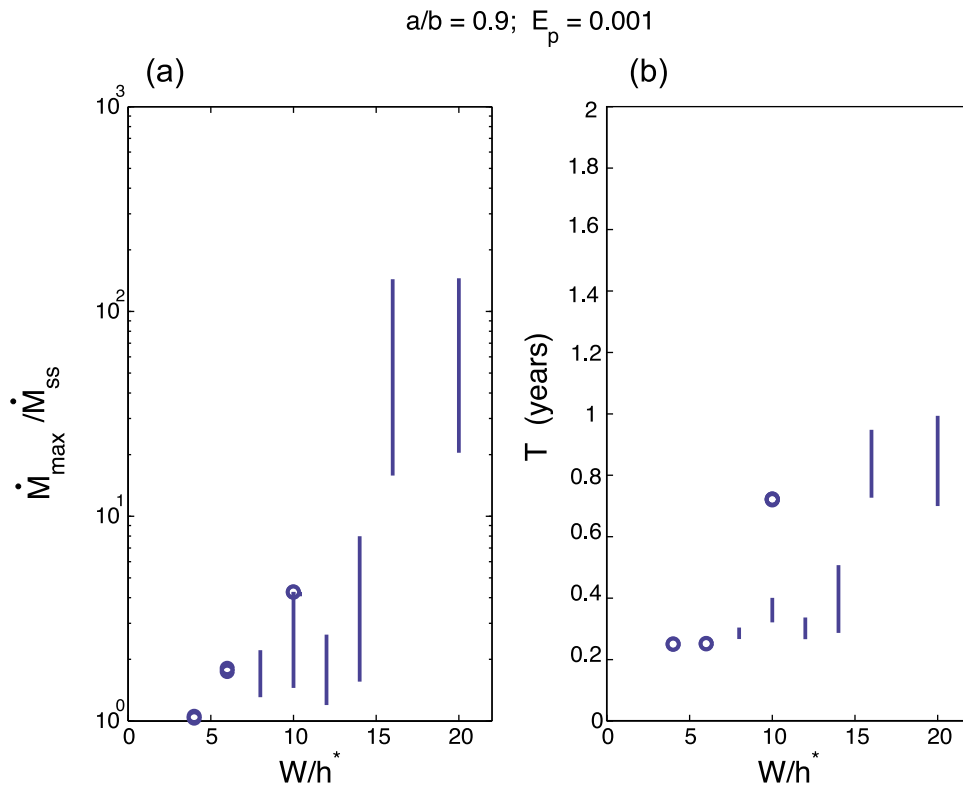 a/b = 0.9; E_p = 0.001
(a)
(b)
10^3
10^2
10^1
10^0
0 5 10 15 20
Ṁ_max /Ṁ_ss
W/h^*
2
1.8
1.6
1.4
1.2
1
0.8
0.6
0.4
0.2
0
0 5 10 15 20
T (years)
W/h^*